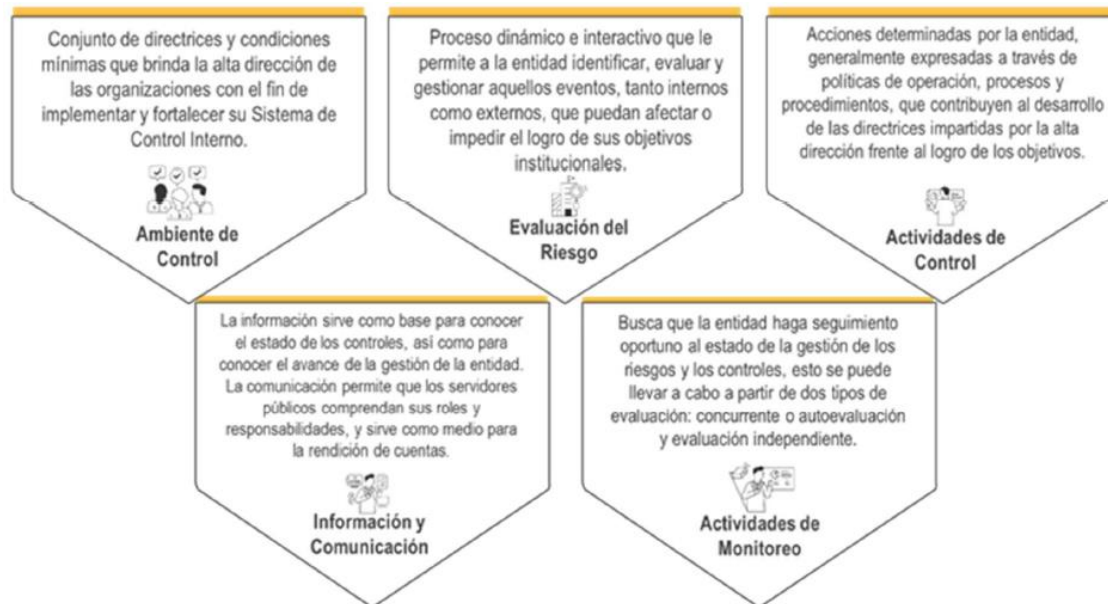 Conjunto de directrices y condiciones
mínimas que brinda la alta dirección de
las organizaciones con el fin de
implementar y fortalecer su Sistema de
Control Interno.
Ambiente de
Control
Proceso dinámico e interactivo que le
permite a la entidad identificar, evaluar y
gestionar aquellos eventos, tanto internos
como externos, que puedan afectar o
impedir el logro de sus objetivos
institucionales.
Evaluación del
Riesgo
Acciones determinadas por la entidad,
generalmente expresadas a través de
políticas de operación, procesos y
procedimientos, que contribuyen al desarrollo
de las directrices impartidas por la alta
dirección frente al logro de los objetivos.
Actividades de
Control
La información sirve como base para conocer
el estado de los controles, así como para
conocer el avance de la gestión de la entidad.
La comunicación permite que los servidores
públicos comprendan sus roles y
responsabilidades, y sirve como medio para
la rendición de cuentas.
Información y
Comunicación
Busca que la entidad haga seguimiento
oportuno al estado de la gestión de los
riesgos y los controles, esto se puede
llevar a cabo a partir de dos tipos de
evaluación: concurrente o autoevaluación
y evaluación independiente.
Actividades de
Monitoreo